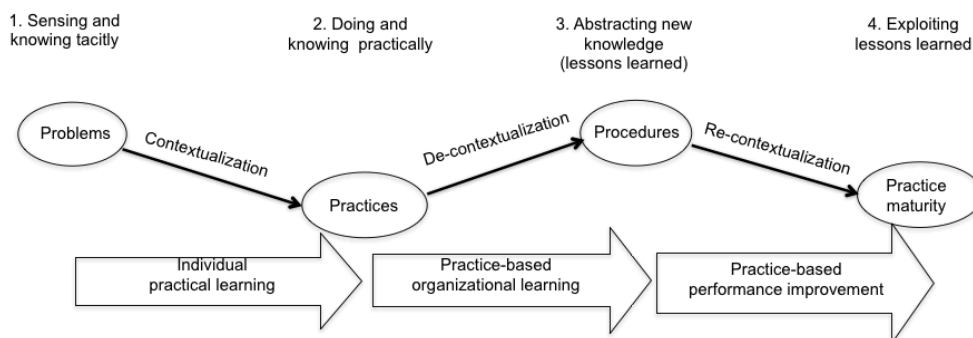 1. Sensing and
knowing tacitly
2. Doing and
knowing practically
3. Abstracting new
knowledge
(lessons learned)
4. Exploiting
lessons learned
Problems
Contextualization
Practices
De-contextualization
Procedures
Re-contextualization
Practice
maturity
Individual
practical learning
Practice-based
organizational learning
Practice-based
performance improvement